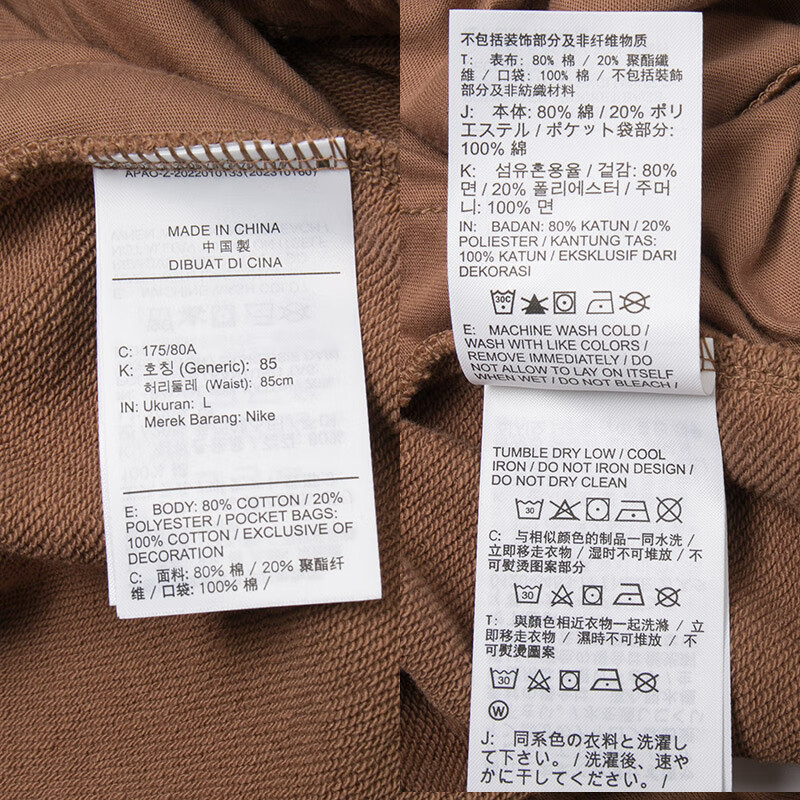 APAO-Z-2022010133(202310160)
MADE IN CHINA
中国製
DIBUAT DI CINA
C: 175/80A
K: 호칭 (Generic): 85
허리둘레 (Waist): 85cm
IN: Ukuran: L
Merek Barang: Nike
E: BODY: 80% COTTON / 20%
POLYESTER / POCKET BAGS:
100% COTTON / EXCLUSIVE OF
DECORATION
C: 面料: 80% 棉 / 20% 聚酯纤
维 / 口袋: 100% 棉 /
不包括装饰部分及非纤维物质
T: 表布: 80% 棉 / 20% 聚酯纖
維 / 口袋: 100% 棉 / 不包括裝飾
部分及非紡織材料
J: 本体: 80% 綿 / 20% ポリ
エステル / ポケット袋部分:
100% 綿
K: 섬유혼용율 / 겉감: 80%
면 / 20% 폴리에스터 / 주머
니: 100% 면
IN: BADAN: 80% KATUN / 20%
POLIESTER / KANTUNG TAS:
100% KATUN / EKSKLUSIF DARI
DEKORASI
30C
E: MACHINE WASH COLD /
WASH WITH LIKE COLORS /
REMOVE IMMEDIATELY / DO
NOT ALLOW TO LAY ON ITSELF
WHEN WET / DO NOT BLEACH /
TUMBLE DRY LOW / COOL
IRON / DO NOT IRON DESIGN /
DO NOT DRY CLEAN
30
C: 与相似颜色的制品一同水洗 /
立即移走衣物 / 湿时不可堆放 / 不
可熨烫图案部分
30
T: 與顏色相近衣物一起洗滌 / 立
即移走衣物 / 濕時不可堆放 / 不
可熨燙圖案
30
W
J: 同系色の衣料と洗濯し
て下さい。 / 洗濯後、速や
かに干してください。 /